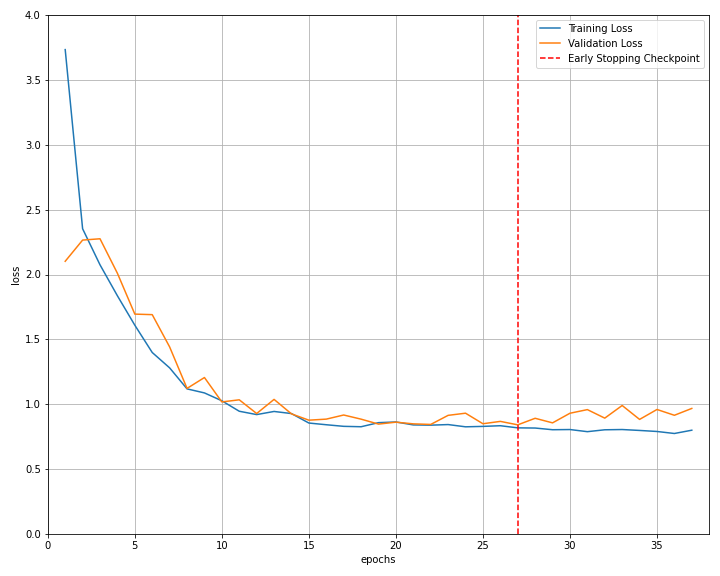 4.0
3.5
3.0
2.5
2.0
1.5
1.0
0.5
0.0
loss
0 5 10 15 20 25 30 35
epochs
Training Loss
Validation Loss
Early Stopping Checkpoint